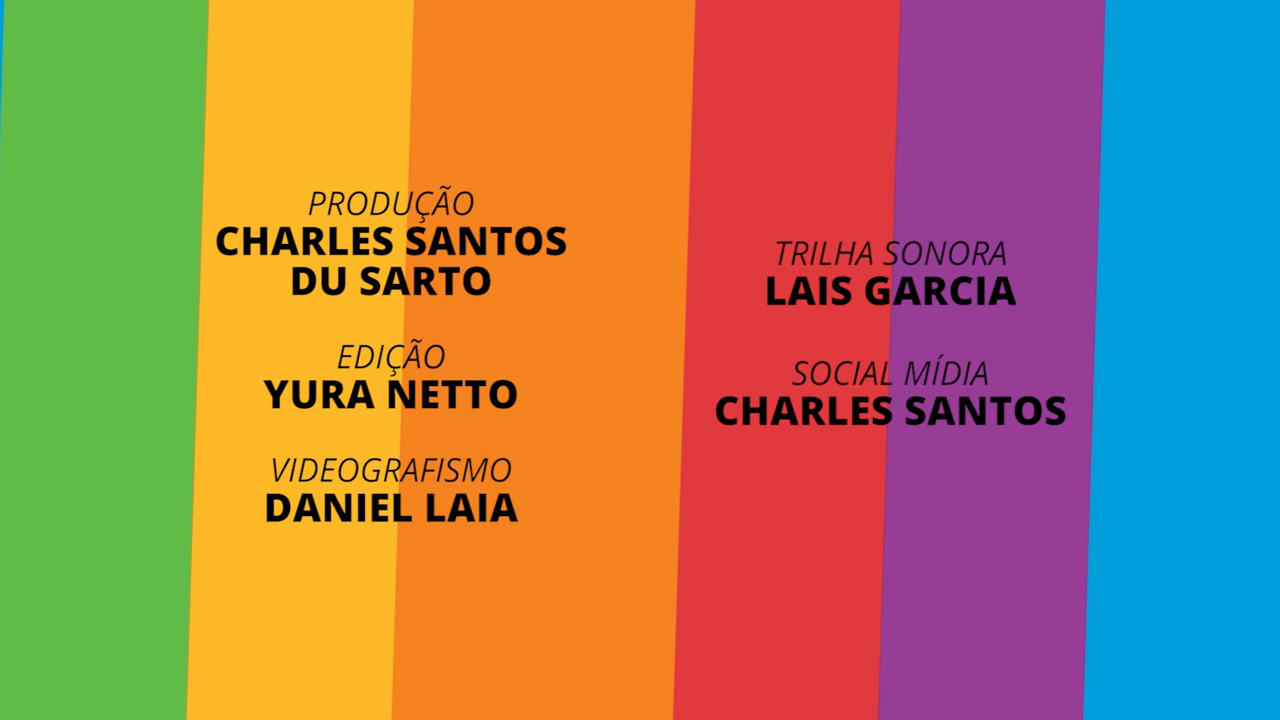 PRODUÇÃO
CHARLES SANTOS
DU SARTO
EDIÇÃO
YURA NETTO
VIDEOGRAFISMO
DANIEL LAIA
TRILHA SONORA
LAIS GARCIA
SOCIAL MÍDIA
CHARLES SANTOS